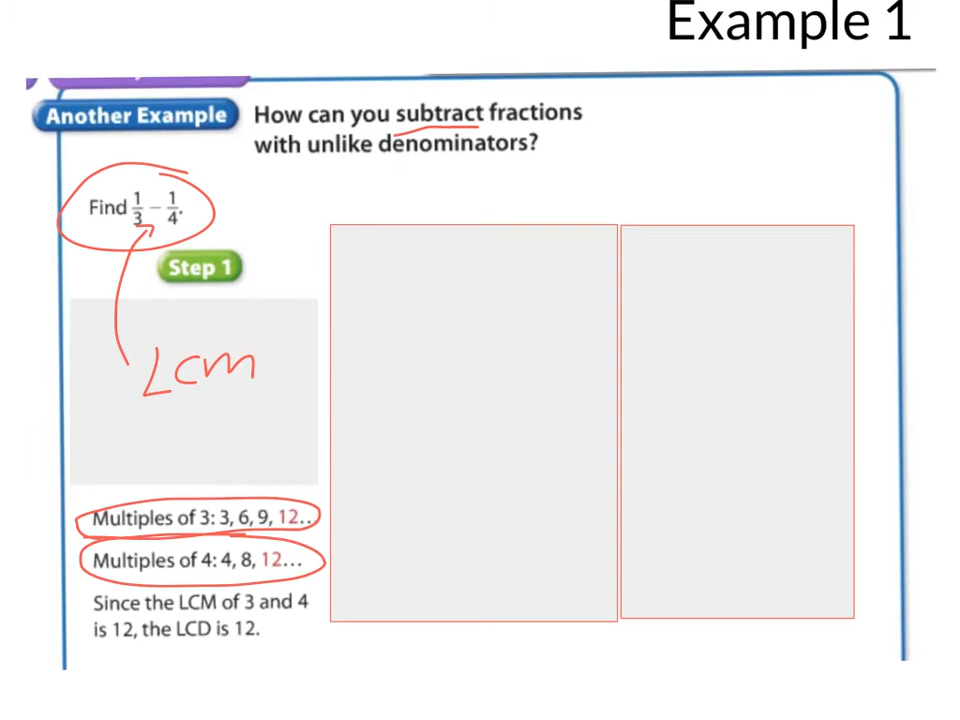 Example 1
Another Example
How can you subtract fractions
with unlike denominators?
Find 1/3 − 1/4.
Step 1
LCM
Multiples of 3: 3, 6, 9, 12...
Multiples of 4: 4, 8, 12...
Since the LCM of 3 and 4
is 12, the LCD is 12.